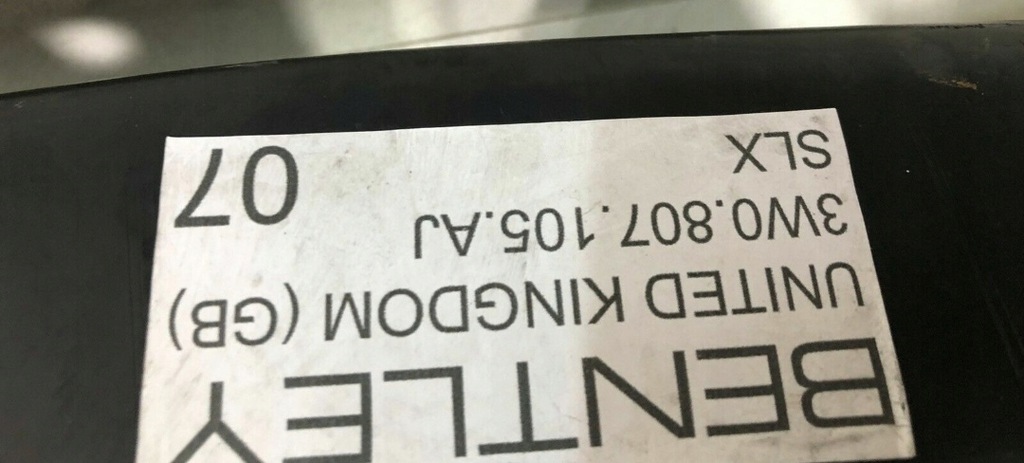 BENTLEY
UNITED KINGDOM (GB)
3W0.807.105.AJ
SLX 07